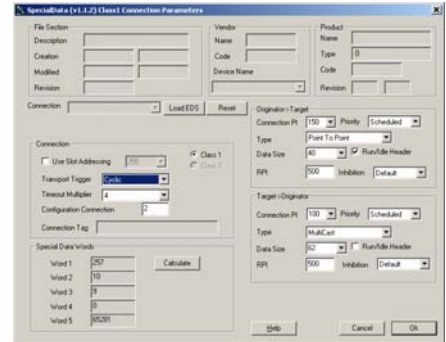 SpecialData (v1.1.2) Class1 Connection Parameters
File Section
Description
Creation
Modified
Revision
Vendor
Name
Code
Device Name
Product
Name
Type 0
Code
Revision
Connection Load EDS Reset
Connection
Use Slot Addressing
Class 1
Transport Trigger Cyclic
Timeout Multiplier 4
Configuration Connection 2
Connection Tag
Special Data Words
Word 1 257 Calculate
Word 2 10
Word 3 9
Word 4 0
Word 5 65281
Originator->Target
Connection Pt 150 Priority Scheduled
Type Point To Point
Data Size 40 Run/Idle Header
RPI 500 Inhibition Default
Target->Originator
Connection Pt 100 Priority Scheduled
Type MultiCast
Data Size 62 Run/Idle Header
RPI 500 Inhibition Default
Help Cancel Ok